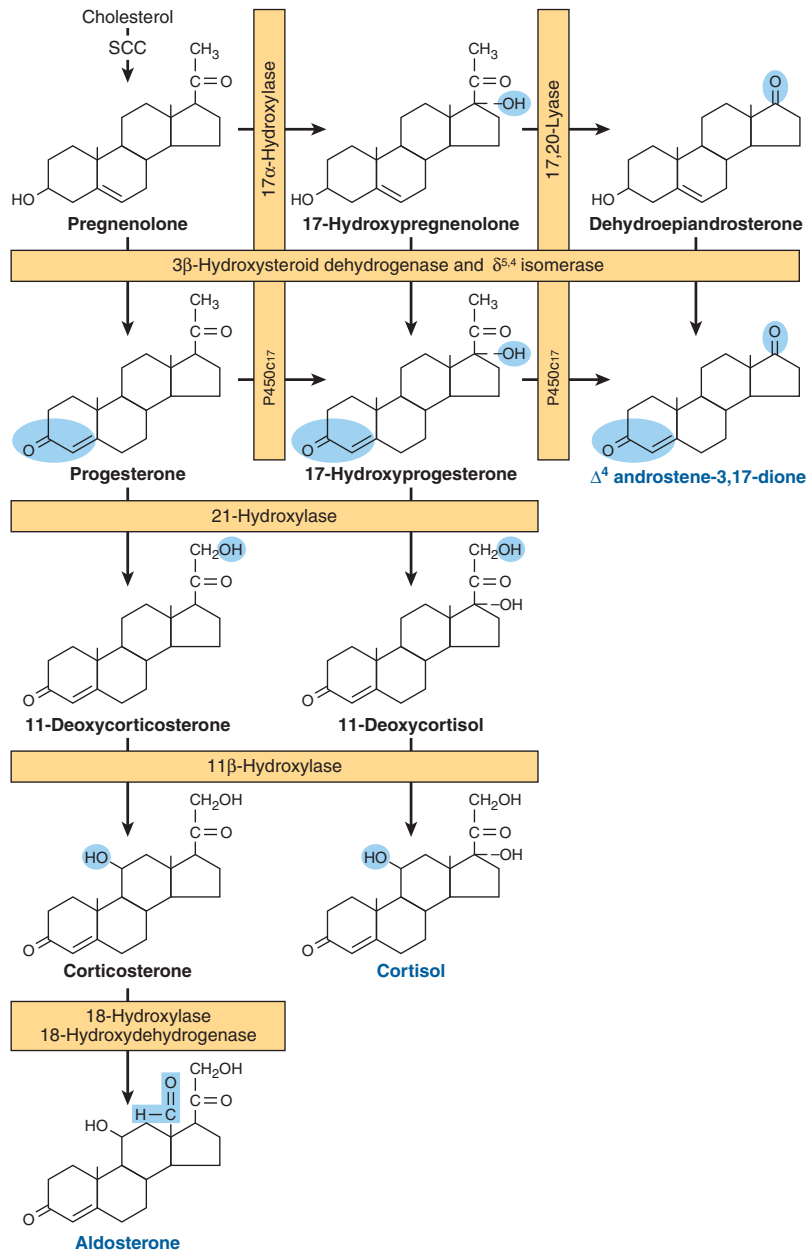 Cholesterol
SCC
CH3
C=O
HO
Pregnenolone
17α-Hydroxylase
CH3
C=O
--OH
HO
17-Hydroxypregnenolone
17,20-Lyase
O
HO
Dehydroepiandrosterone
3β-Hydroxysteroid dehydrogenase and δ5,4 isomerase
CH3
C=O
O
Progesterone
P450c17
CH3
C=O
--OH
O
17-Hydroxyprogesterone
P450c17
O
O
Δ4 androstene-3,17-dione
21-Hydroxylase
CH2OH
C=O
O
11-Deoxycorticosterone
CH2OH
C=O
--OH
O
11-Deoxycortisol
11β-Hydroxylase
CH2OH
C=O
HO
O
Corticosterone
CH2OH
C=O
--OH
HO
O
Cortisol
18-Hydroxylase
18-Hydroxydehydrogenase
O
H—C
CH2OH
C=O
HO
O
Aldosterone